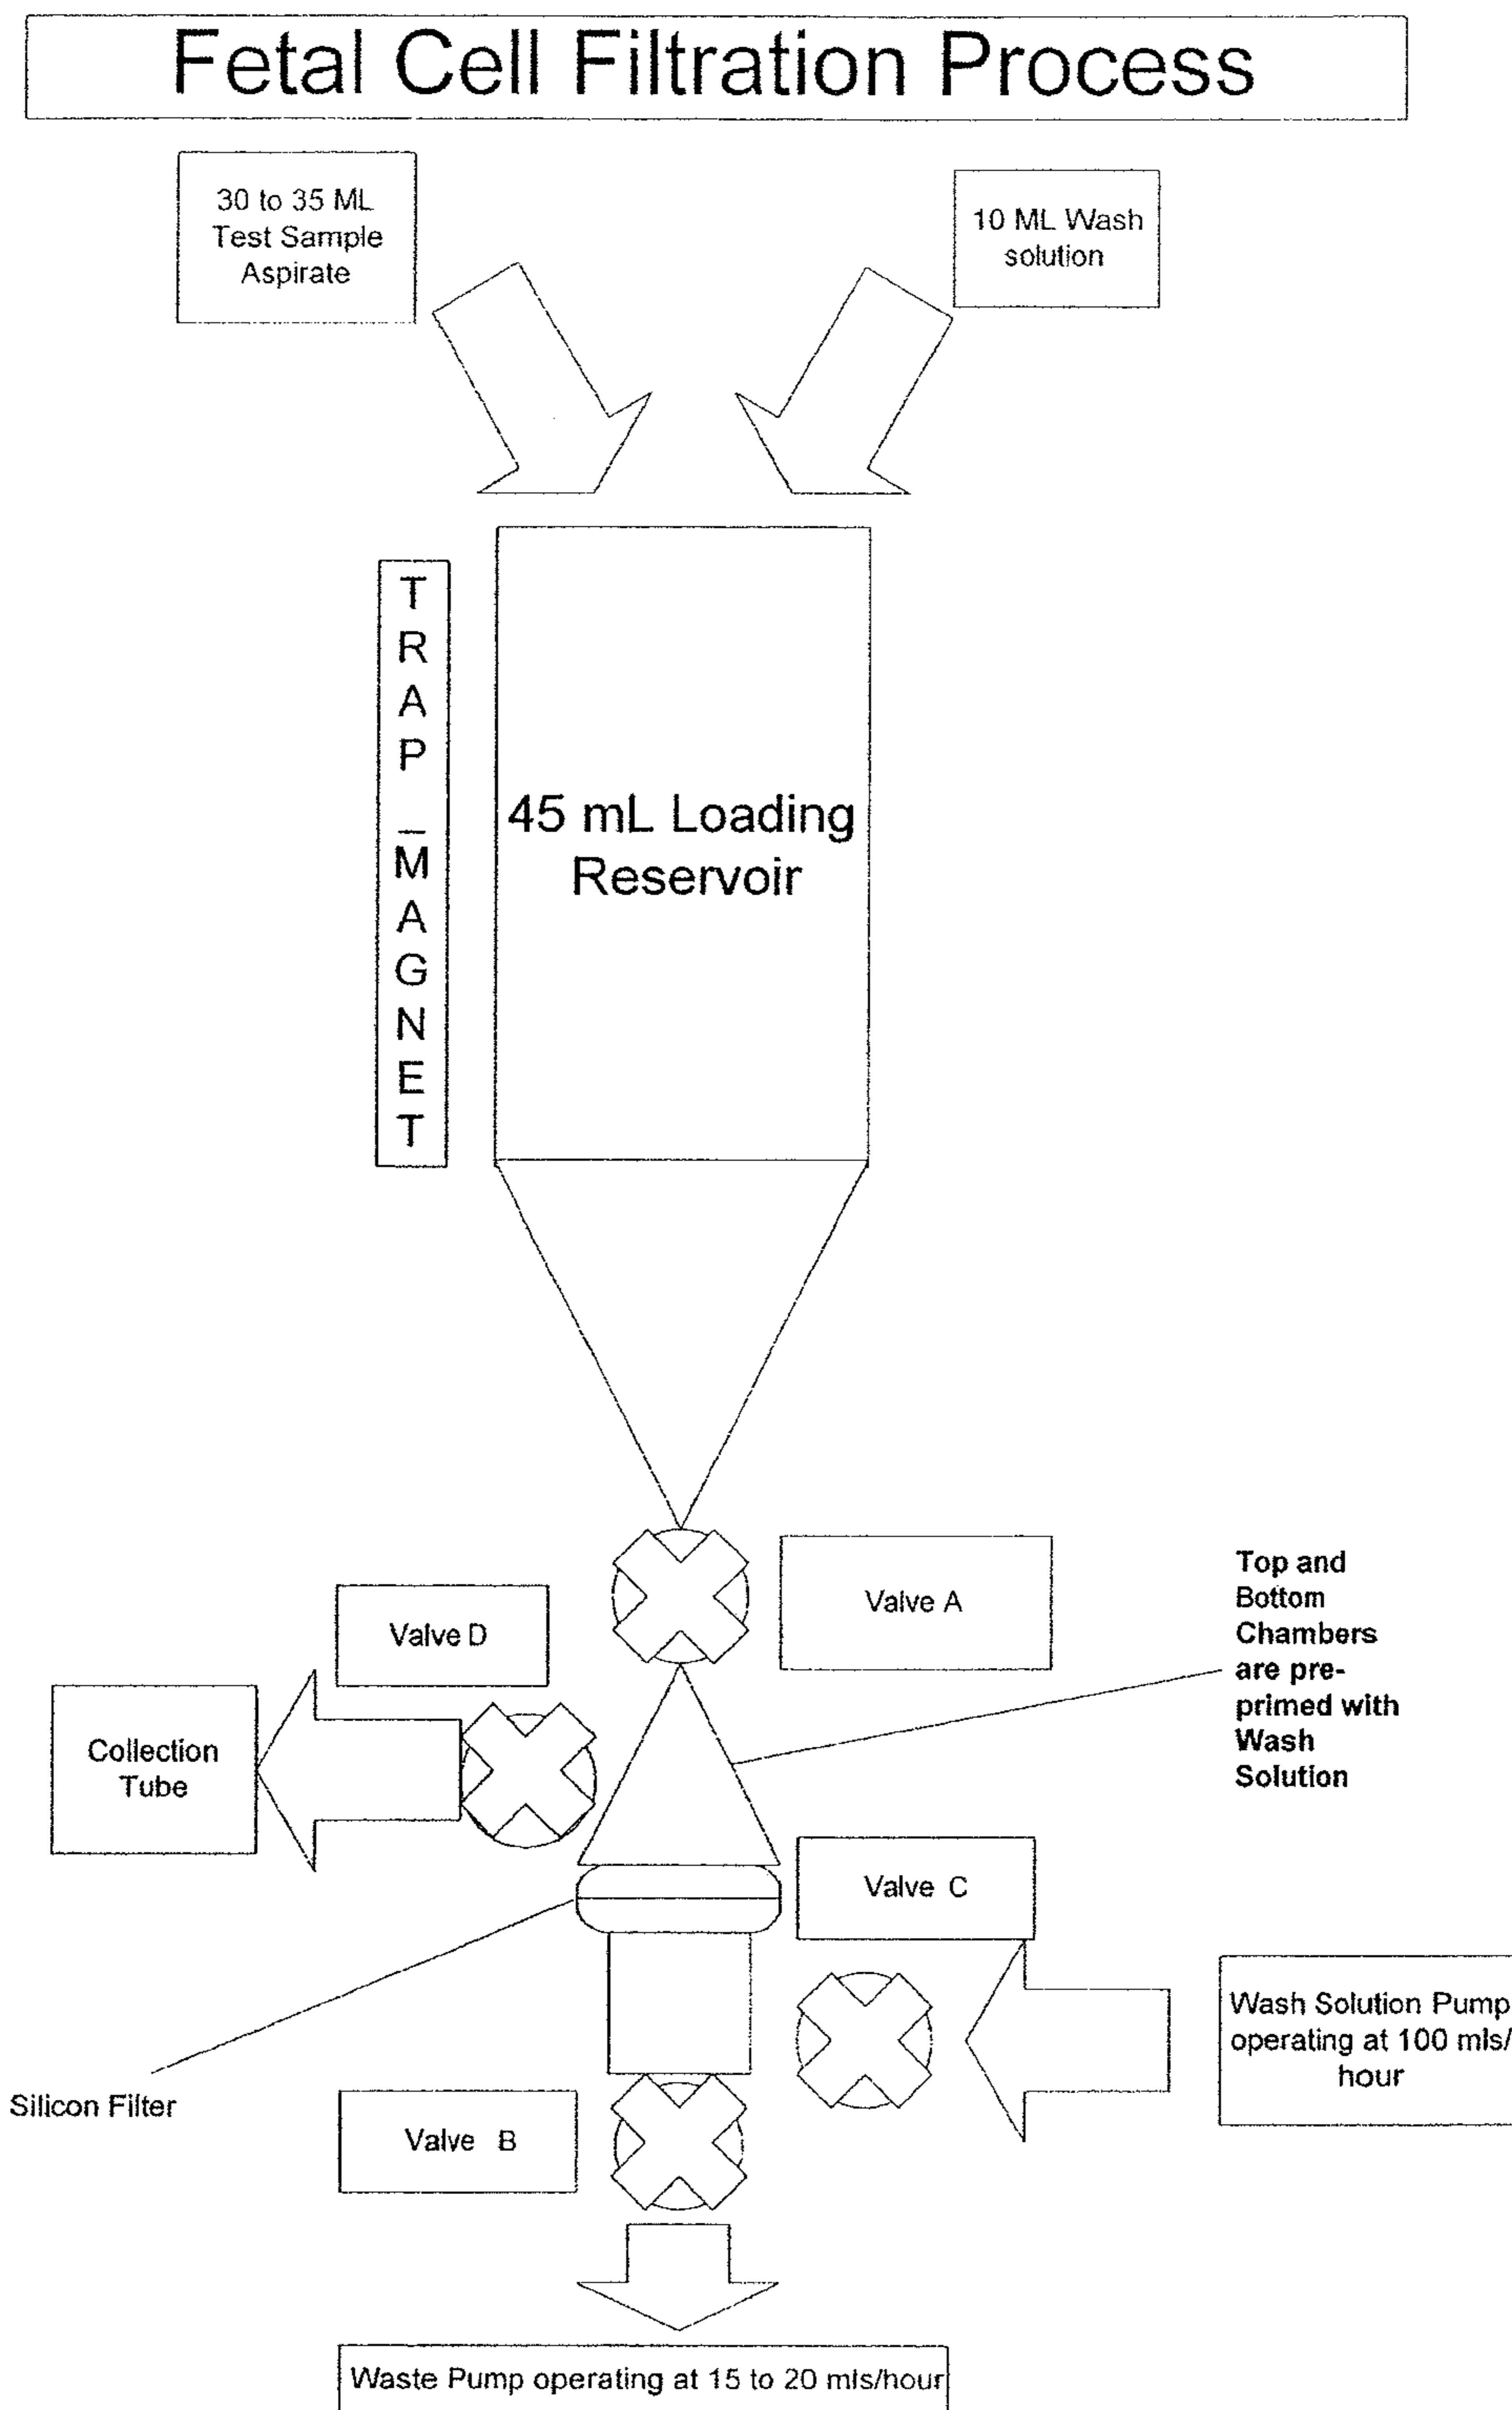 Fetal Cell Filtration Process
30 to 35 ML
Test Sample
Aspirate
10 ML Wash
solution
T
R
A
P
_
M
A
G
N
E
T
45 mL Loading
Reservoir
Valve A
Top and
Bottom
Chambers
are pre-
primed with
Wash
Solution
Valve D
Collection
Tube
Valve C
Wash Solution Pump
operating at 100 mls/
hour
Silicon Filter
Valve B
Waste Pump operating at 15 to 20 mls/hour